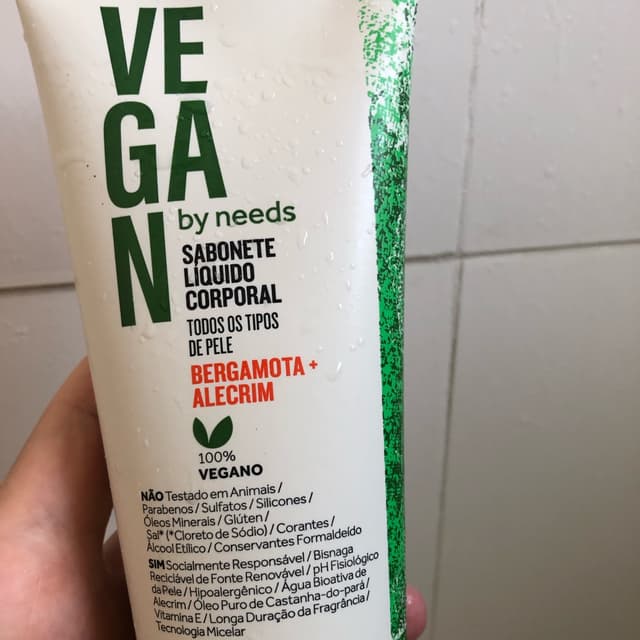 VE
GA
N
by needs
SABONETE
LÍQUIDO
CORPORAL
TODOS OS TIPOS
DE PELE
BERGAMOTA +
ALECRIM
100%
VEGANO
NÃO Testado em Animais /
Parabenos / Sulfatos / Silicones /
Óleos Minerais / Glúten /
Sal* (*Cloreto de Sódio) / Corantes /
Álcool Etílico / Conservantes Formaldeído
SIM Socialmente Responsável / Bisnaga
Reciclável de Fonte Renovável / pH Fisiológico
da Pele / Hipoalergênico / Água Bioativa de
Alecrim / Óleo Puro de Castanha-do-pará /
Vitamina E / Longa Duração da Fragrância /
Tecnologia Micelar